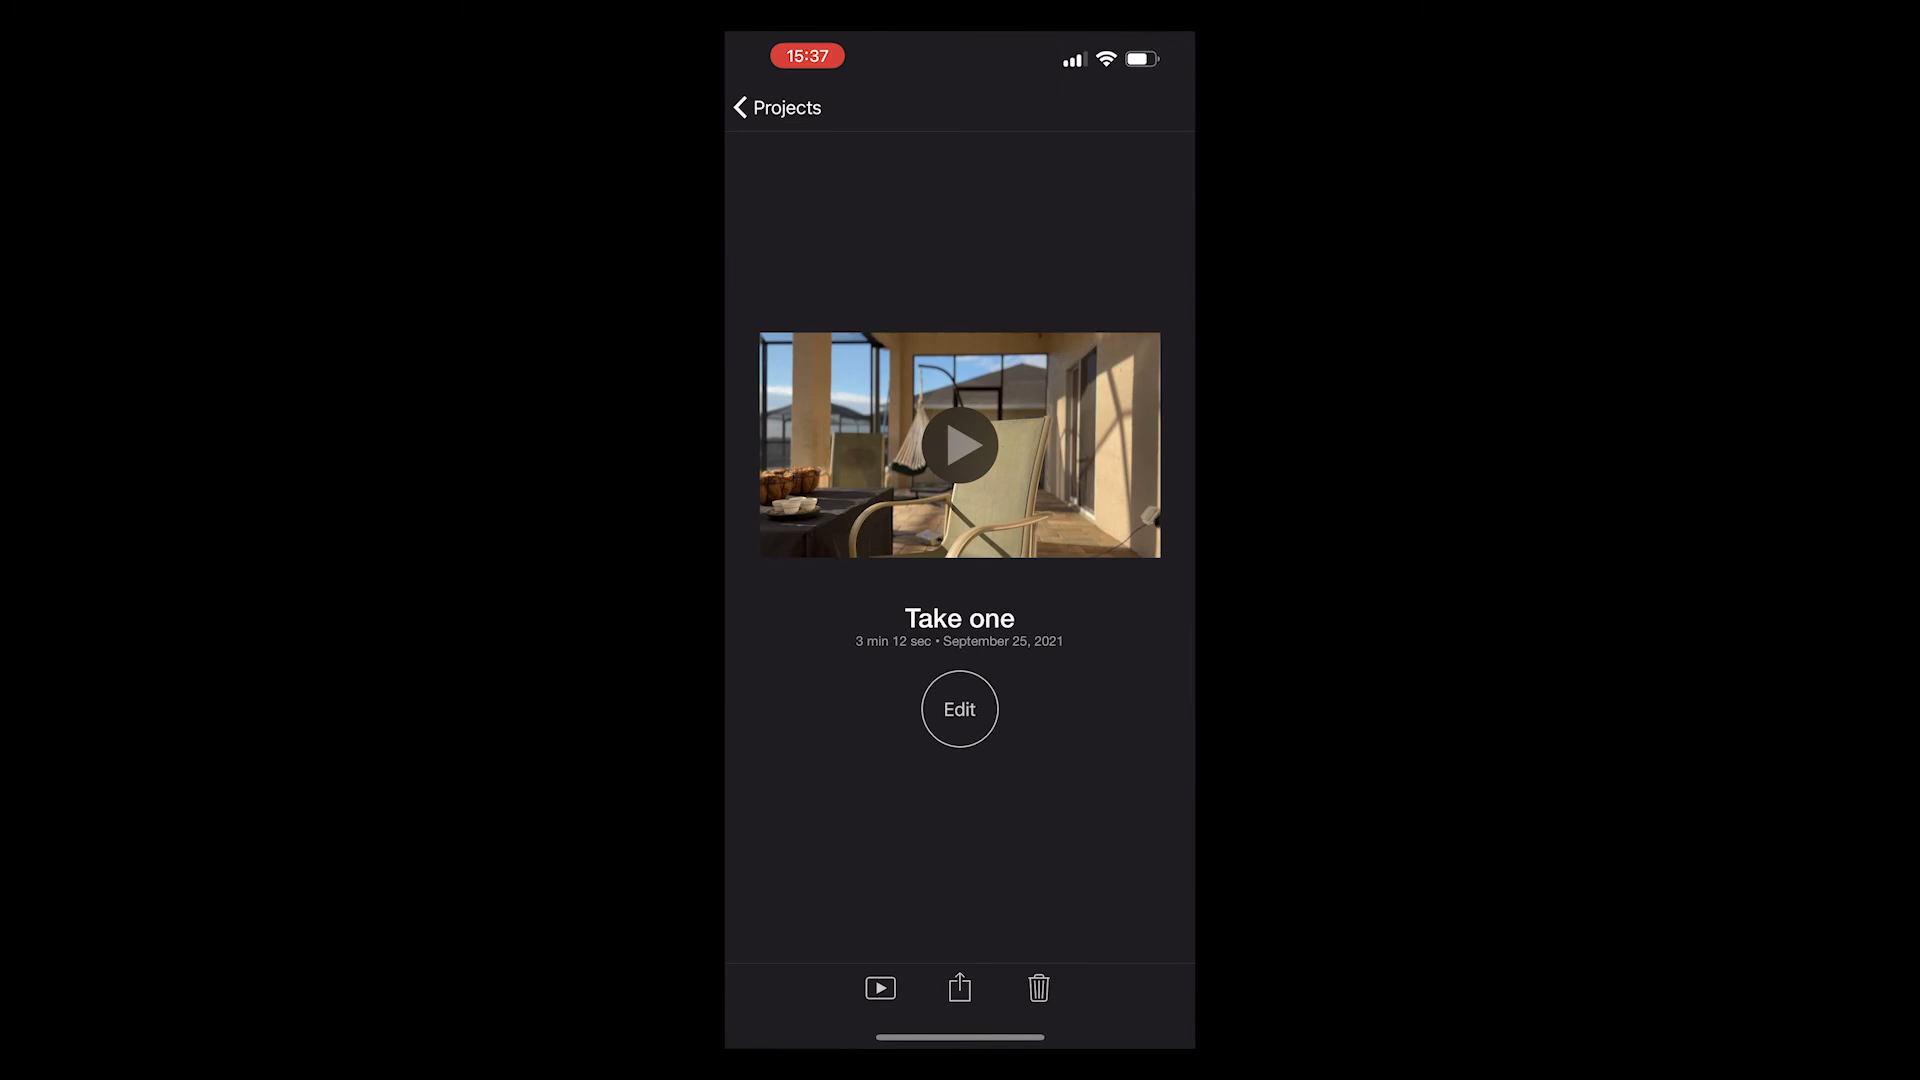 15:37
Projects
Take one
3 min 12 sec • September 25, 2021
Edit